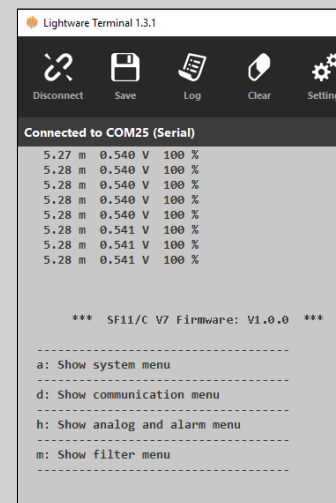 Lightware Terminal 1.3.1
Disconnect Save Log Clear
Connected to COM25 (Serial)
5.27 m 0.540 V 100 %
5.28 m 0.540 V 100 %
5.28 m 0.540 V 100 %
5.28 m 0.540 V 100 %
5.28 m 0.540 V 100 %
5.28 m 0.541 V 100 %
5.28 m 0.541 V 100 %
5.28 m 0.541 V 100 %
*** SF11/C V7 Firmware: V1.0.0 ***
----------------------------------
a: Show system menu
----------------------------------
d: Show communication menu
----------------------------------
h: Show analog and alarm menu
----------------------------------
m: Show filter menu
----------------------------------